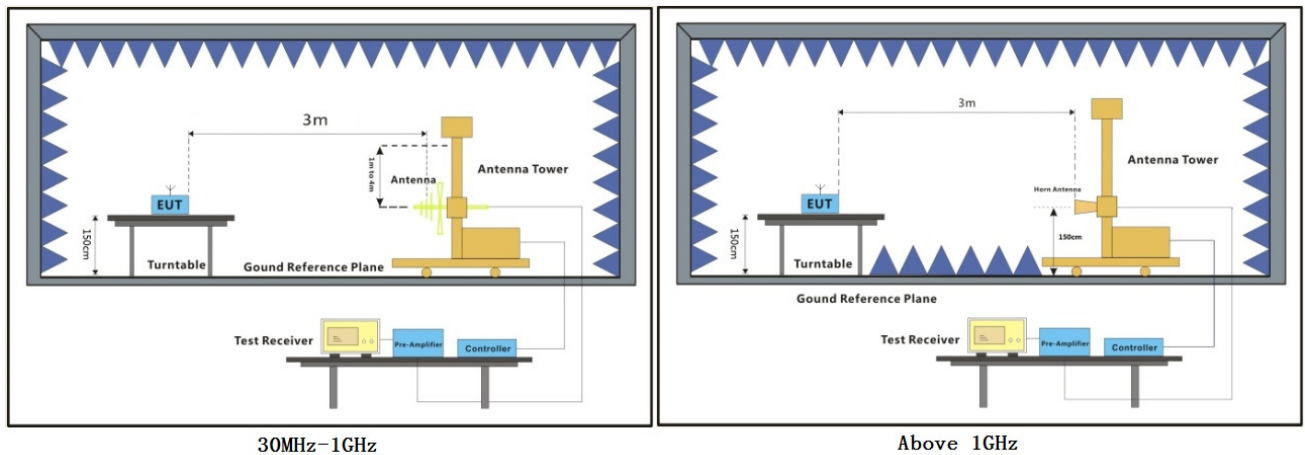 3m
1m to 4m
Antenna
Antenna Tower
EUT
150cm
Turntable
Gound Reference Plane
Test Receiver
Pre-Amplifier
Controller
30MHz-1GHz
3m
Antenna Tower
Horn Antenna
EUT
150cm
150cm
Turntable
Gound Reference Plane
Test Receiver
Pre-Amplifier
Controller
Above 1GHz